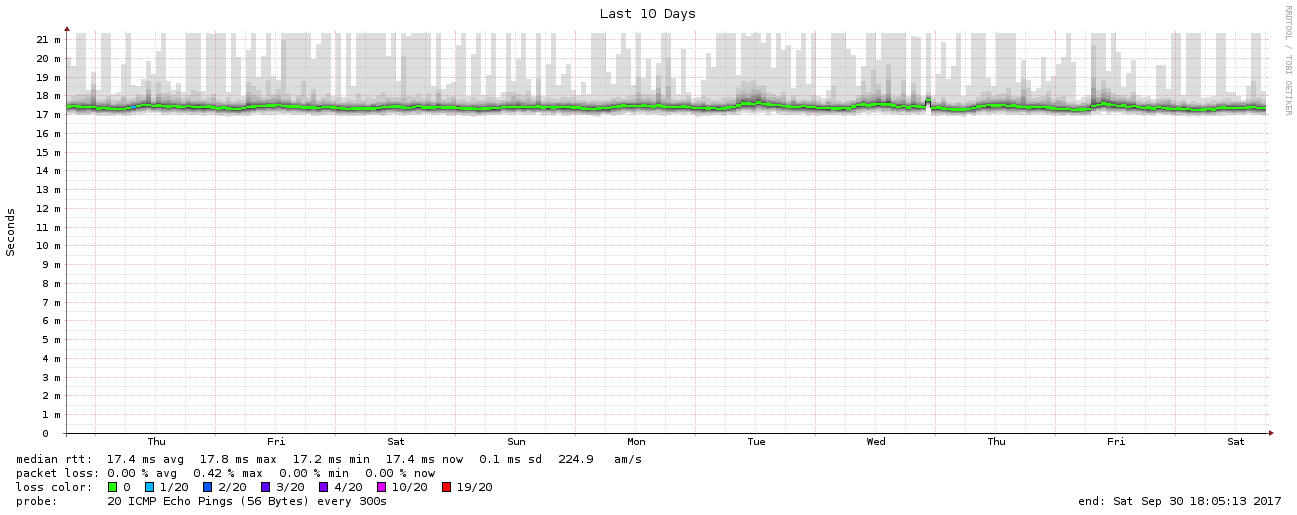 Last 10 Days
RRDTOOL / TOBI OETIKER
Seconds
21 m
20 m
19 m
18 m
17 m
16 m
15 m
14 m
13 m
12 m
11 m
10 m
9 m
8 m
7 m
6 m
5 m
4 m
3 m
2 m
1 m
0
Thu Fri Sat Sun Mon Tue Wed Thu Fri Sat
median rtt: 17.4 ms avg 17.8 ms max 17.2 ms min 17.4 ms now 0.1 ms sd 224.9 am/s
packet loss: 0.00 % avg 0.42 % max 0.00 % min 0.00 % now
loss color: 0 1/20 2/20 3/20 4/20 10/20 19/20
probe: 20 ICMP Echo Pings (56 Bytes) every 300s end: Sat Sep 30 18:05:13 2017